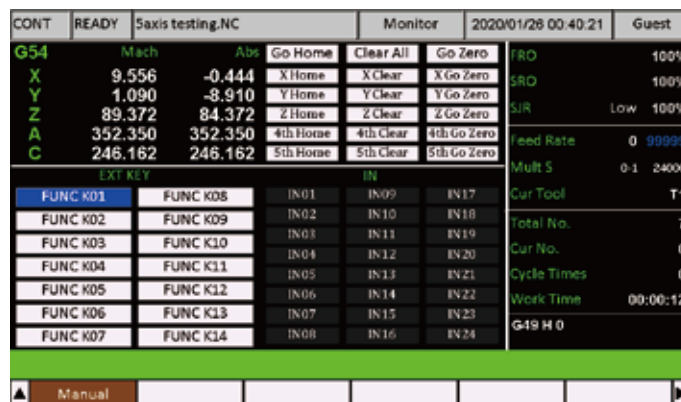 CONT READY 5axis testing.NC Monitor 2020/01/26 00:40:21 Guest
G54 Mach Abs Go Home Clear All Go Zero FRO 100%
X 9.556 -0.444 X Home X Clear X Go Zero SRO 100%
Y 1.090 -8.910 Y Home Y Clear Y Go Zero
Z 89.372 84.372 Z Home Z Clear Z Go Zero SJR Low 100%
A 352.350 352.350 4th Home 4th Clear 4th Go Zero Feed Rate 0 99999
C 246.162 246.162 5th Home 5th Clear 5th Go Zero
EXT KEY IN Mult S 0-1 24000
FUNC K01 FUNC K08 IN01 IN09 IN17 Cur Tool T
FUNC K02 FUNC K09 IN02 IN10 IN18 Total No.
FUNC K03 FUNC K10 IN03 IN11 IN19 Cur No.
FUNC K04 FUNC K11 IN04 IN12 IN20
IN05 IN13 IN21 Cycle Times
FUNC K05 FUNC K12 IN06 IN14 IN22 Work Time 00:00:12
FUNC K06 FUNC K13 IN07 IN15 IN23 G49 H 0
FUNC K07 FUNC K14 IN08 IN16 IN24
Manual